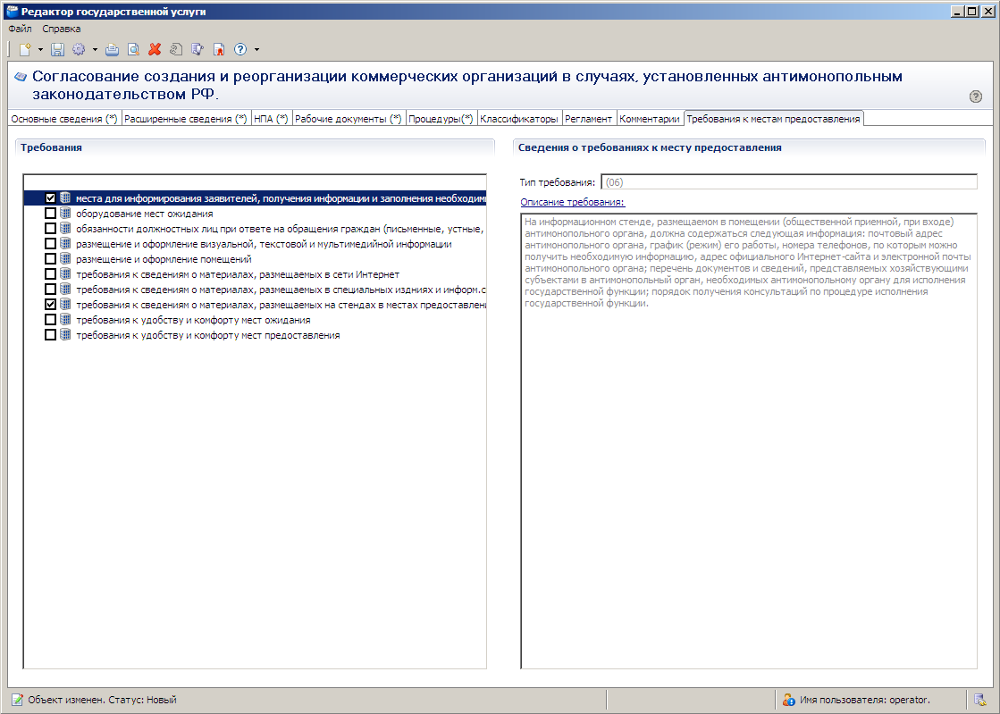 Редактор государственной услуги
Файл Справка
Согласование создания и реорганизации коммерческих организаций в случаях, установленных антимонопольным
законодательством РФ.
Основные сведения (*) Расширенные сведения (*) НПА (*) Рабочие документы (*) Процедуры(*) Классификаторы Регламент Комментарии Требования к местам предоставления
Требования
места для информирования заявителей, получения информации и заполнения
оборудование мест ожидания
обязанности должностных лиц при ответе на обращения граждан (письменные, устные,
размещение и оформление визуальной, текстовой и мультимедийной информации
размещение и оформление помещений
требования к сведениям о материалах, размещаемых в сети Интернет
требования к сведениям о материалах, размещаемых в специальных издниях и информ.с
требования к сведениям о материалах, размещаемых на стендах в местах
требования к удобству и комфорту мест ожидания
требования к удобству и комфорту мест предоставления
Сведения о требованиях к месту предоставления
Тип требования: (06)
Описание требования:
На информационном стенде, размещаемом в помещении (общественной приемной, при входе)
антимонопольного органа, должна содержаться следующая информация: почтовый адрес
антимонопольного органа, график (режим) его работы, номера телефонов, по которым можно
получить необходимую информацию, адрес официального Интернет-сайта и электронной почты
антимонопольного органа; перечень документов и сведений, представляемых хозяйствующими
субъектами в антимонопольный орган, необходимых антимонопольному органу для исполнения
государственной функции; порядок получения консультаций по процедуре исполнения
государственной функции.
Объект изменен. Статус: Новый
Имя пользователя: operator.